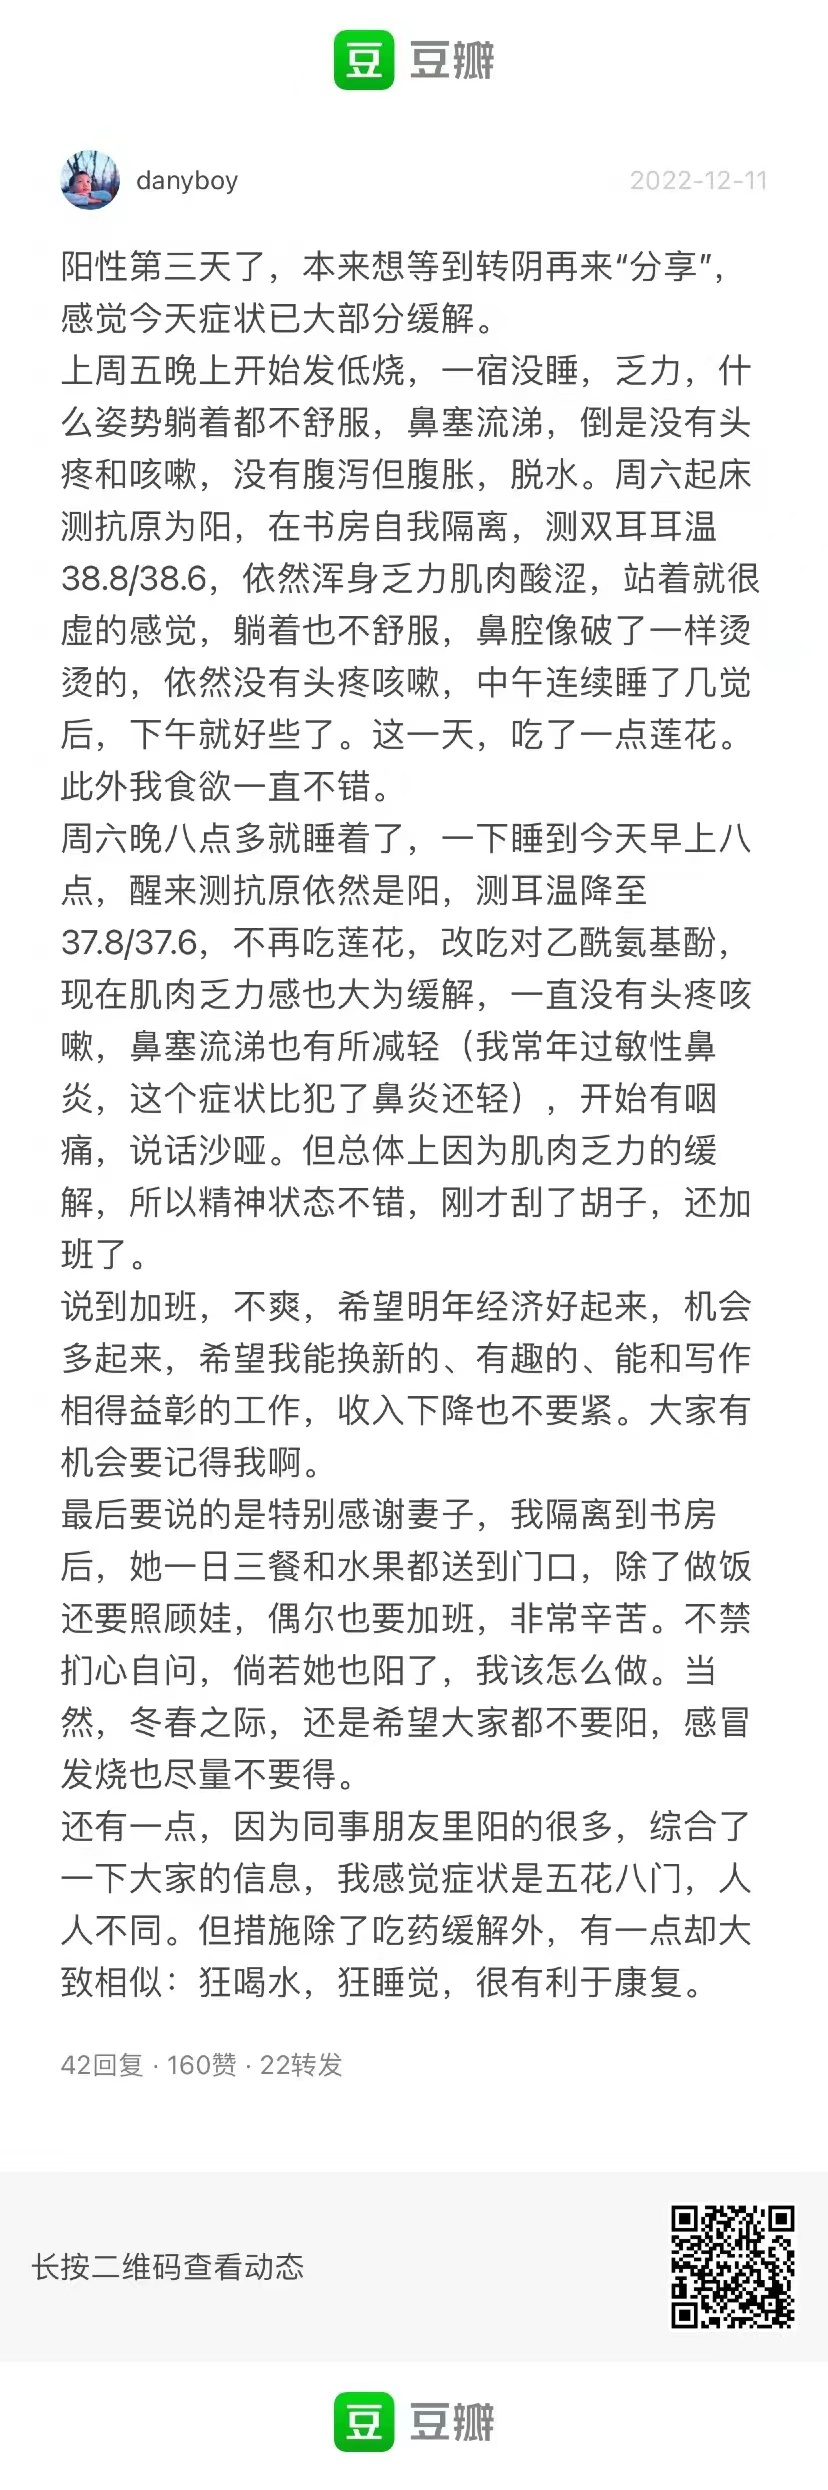 豆 豆瓣
danyboy 2022-12-11
阳性第三天了，本来想等到转阴再来“分享”，
感觉今天症状已大部分缓解。
上周五晚上开始发低烧，一宿没睡，乏力，什
么姿势躺着都不舒服，鼻塞流涕，倒是没有头
疼和咳嗽，没有腹泻但腹胀，脱水。周六起床
测抗原为阳，在书房自我隔离，测双耳耳温
38.8/38.6，依然浑身乏力肌肉酸涩，站着就很
虚的感觉，躺着也不舒服，鼻腔像破了一样烫
烫的，依然没有头疼咳嗽，中午连续睡了几觉
后，下午就好些了。这一天，吃了一点莲花。
此外我食欲一直不错。
周六晚八点多就睡着了，一下睡到今天早上八
点，醒来测抗原依然是阳，测耳温降至
37.8/37.6，不再吃莲花，改吃对乙酰氨基酚，
现在肌肉乏力感也大为缓解，一直没有头疼咳
嗽，鼻塞流涕也有所减轻（我常年过敏性鼻
炎，这个症状比犯了鼻炎还轻），开始有咽
痛，说话沙哑。但总体上因为肌肉乏力的缓
解，所以精神状态不错，刚才刮了胡子，还加
班了。
说到加班，不爽，希望明年经济好起来，机会
多起来，希望我能换新的、有趣的、能和写作
相得益彰的工作，收入下降也不要紧。大家有
机会要记得我啊。
最后要说的是特别感谢妻子，我隔离到书房
后，她一日三餐和水果都送到门口，除了做饭
还要照顾娃，偶尔也要加班，非常辛苦。不禁
扪心自问，倘若她也阳了，我该怎么做。当
然，冬春之际，还是希望大家都不要阳，感冒
发烧也尽量不要得。
还有一点，因为同事朋友里阳的很多，综合了
一下大家的信息，我感觉症状是五花八门，人
人不同。但措施除了吃药缓解外，有一点却大
致相似：狂喝水，狂睡觉，很有利于康复。
42回复 · 160赞 · 22转发
长按二维码查看动态
豆 豆瓣